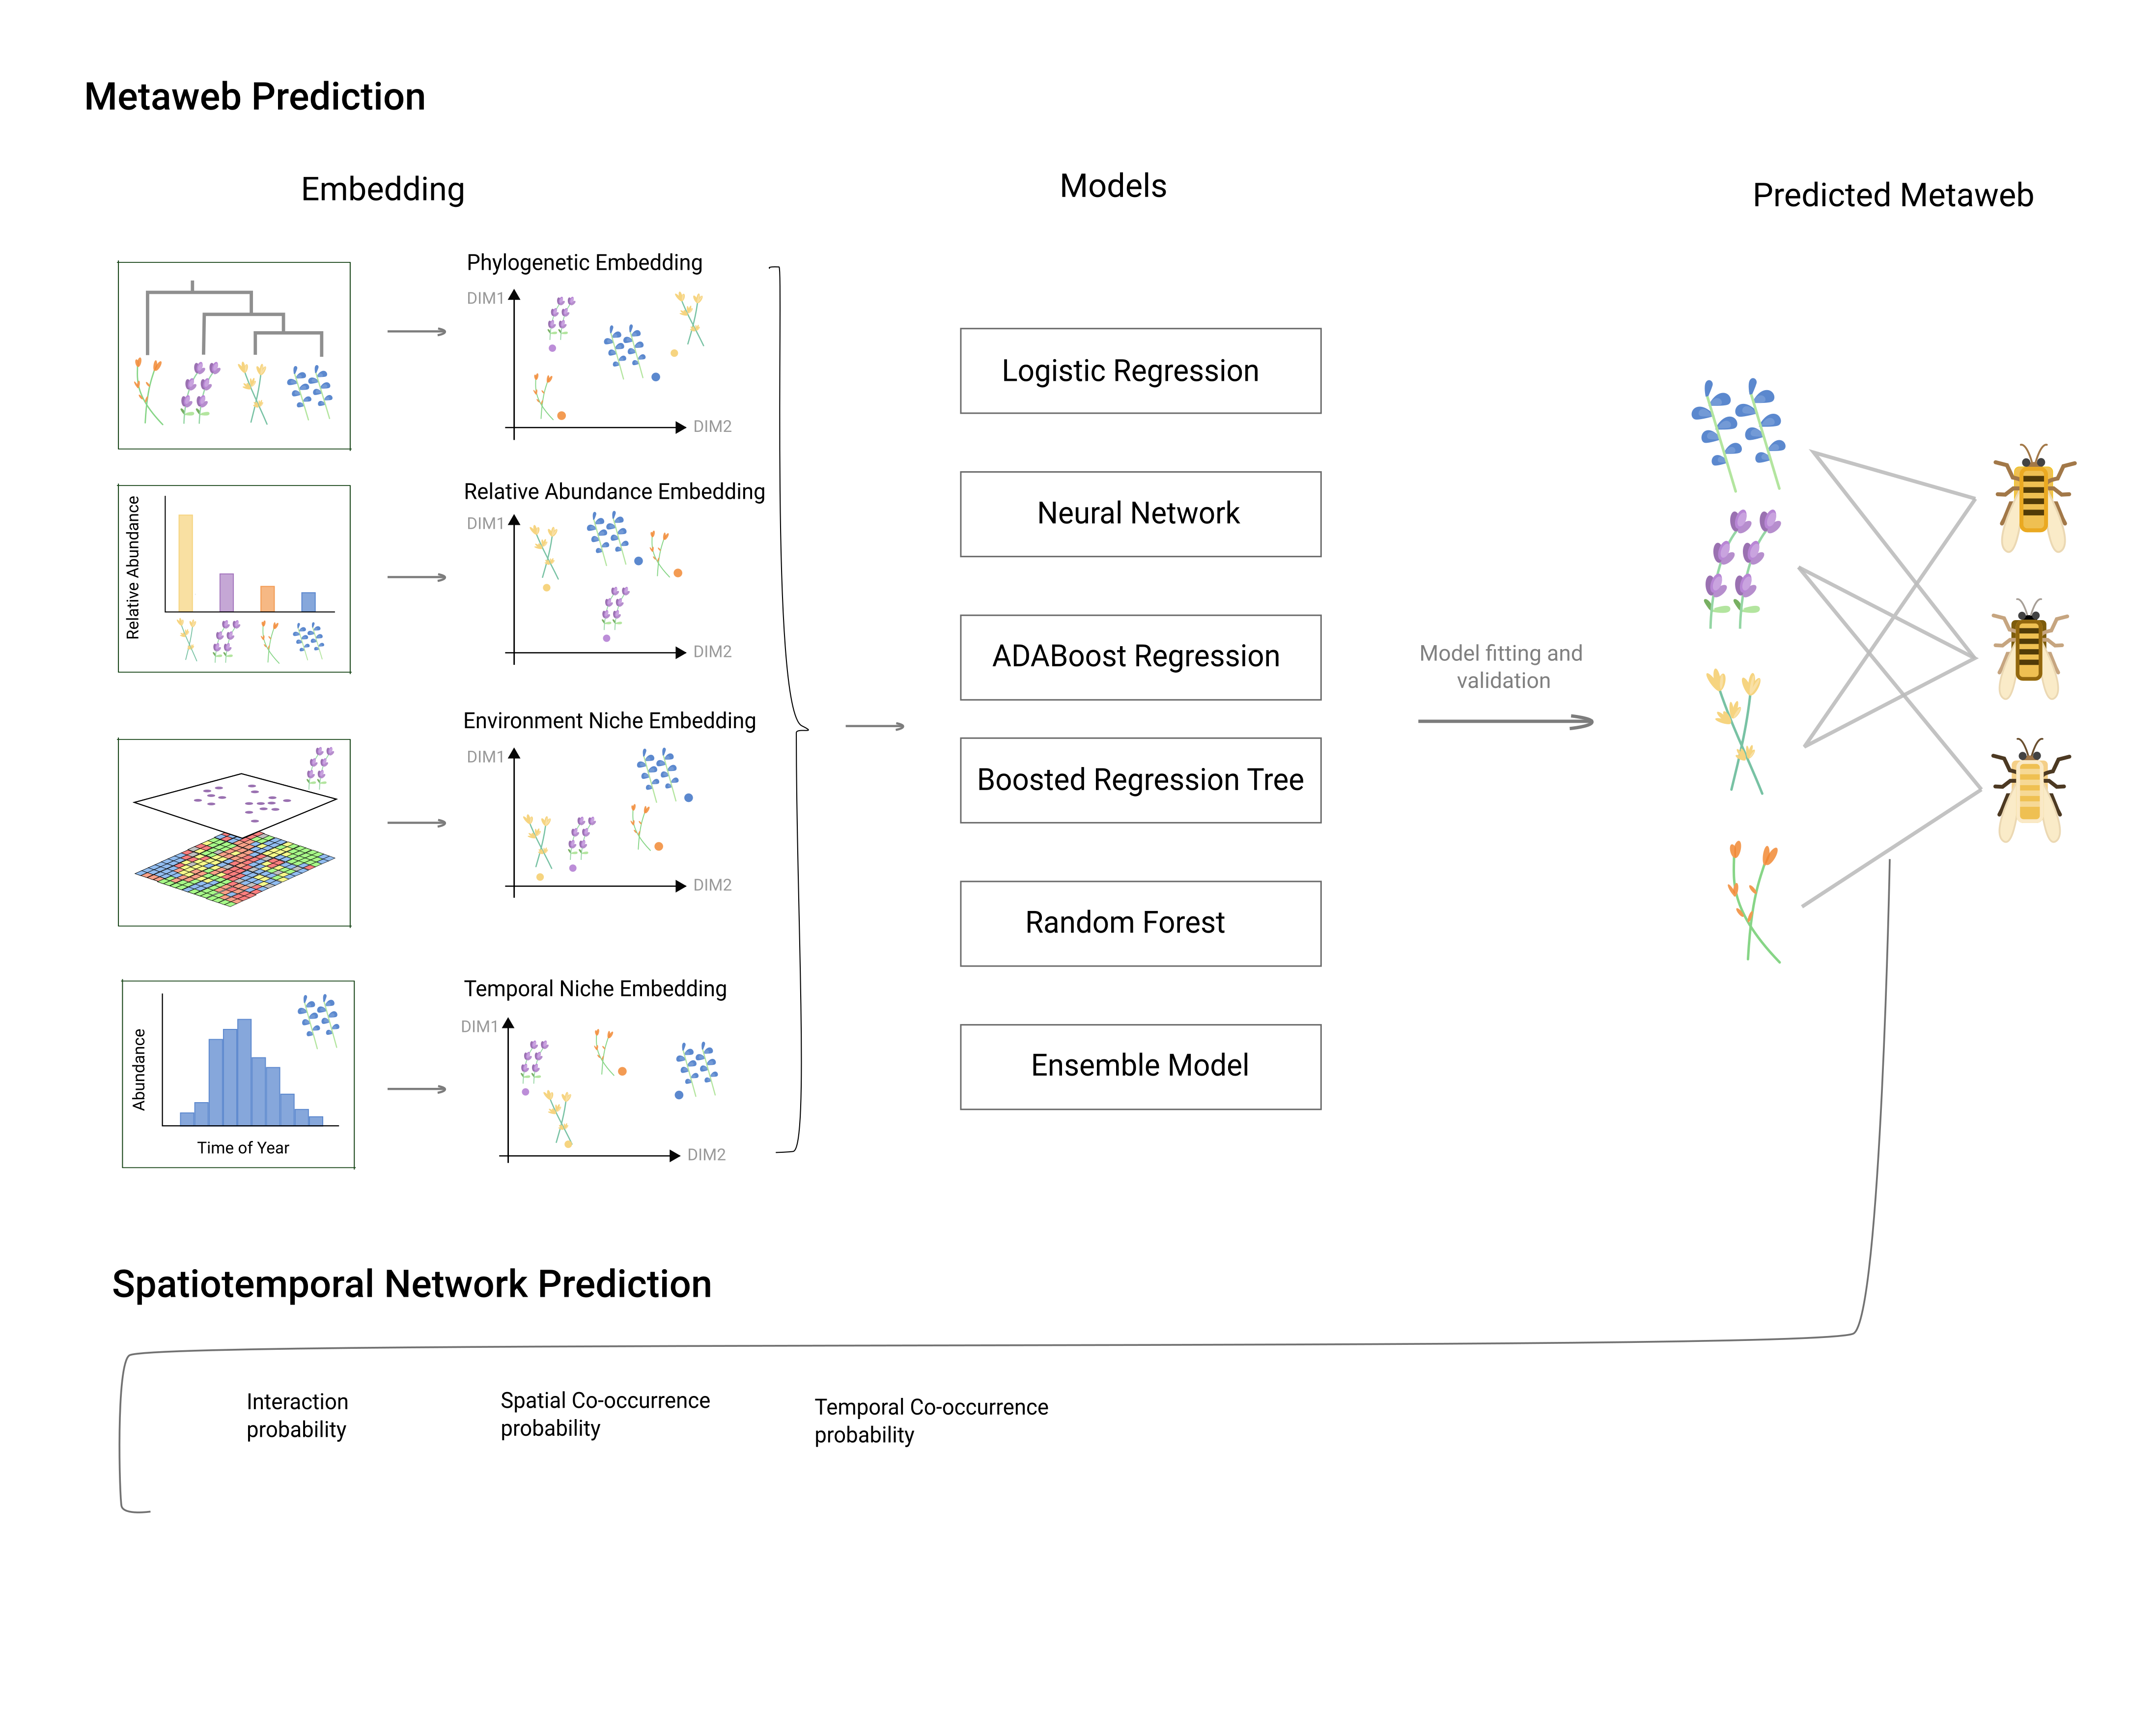 Metaweb Prediction
Embedding
Models
Predicted Metaweb
Phylogenetic Embedding
DIM1
DIM2
Relative Abundance
Relative Abundance Embedding
DIM1
DIM2
Environment Niche Embedding
DIM1
DIM2
Abundance
Time of Year
Temporal Niche Embedding
DIM1
DIM2
Logistic Regression
Neural Network
ADABoost Regression
Boosted Regression Tree
Random Forest
Ensemble Model
Model fitting and
validation
Spatiotemporal Network Prediction
Interaction
probability
Spatial Co-occurrence
probability
Temporal Co-occurrence
probability